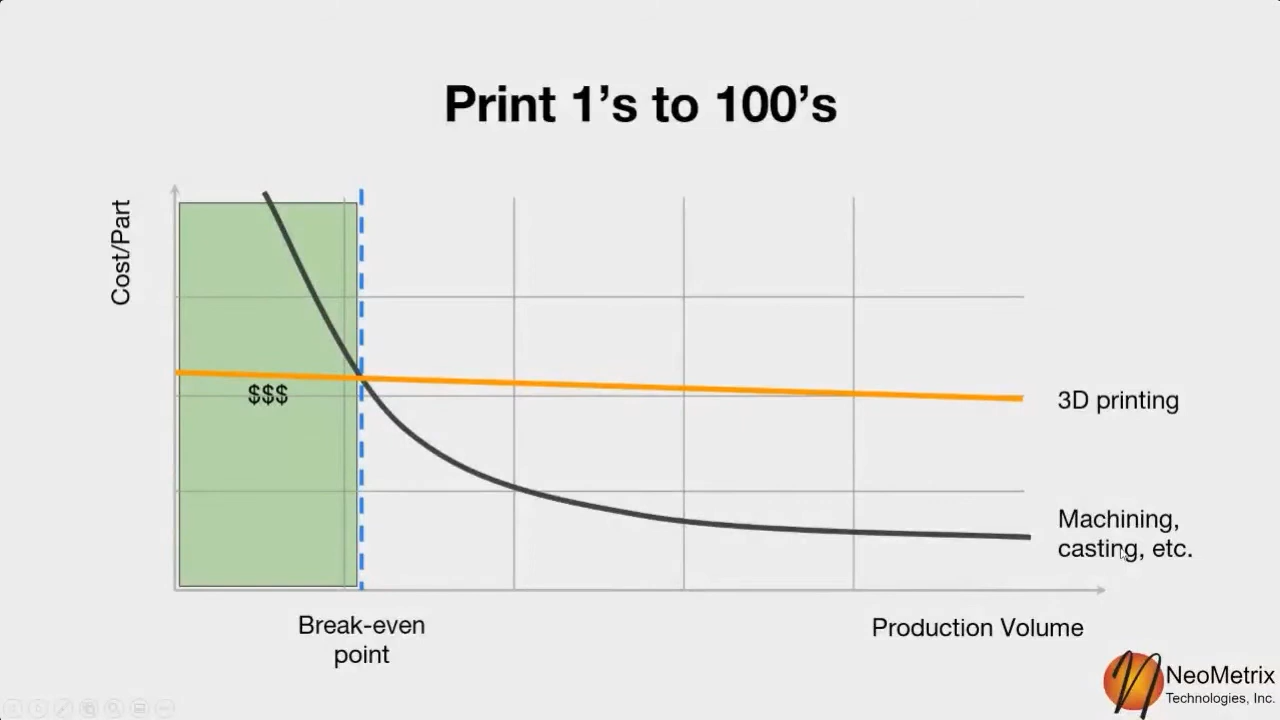 Print 1’s to 100’s
Cost/Part
$$$
3D printing
Machining,
casting, etc.
Break-even
point
Production Volume
NeoMetrix
Technologies, Inc.